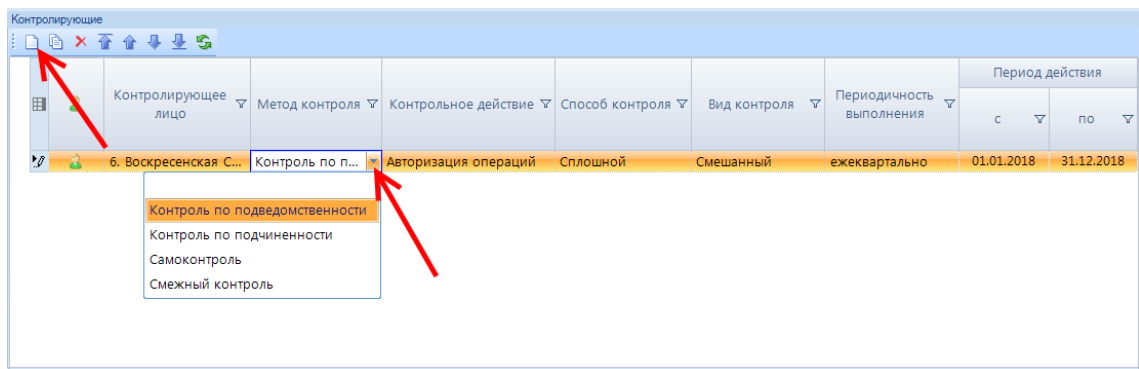 Контролирующие
Период действия
Контролирующее лицо
Метод контроля
Контрольное действие
Способ контроля
Вид контроля
Периодичность выполнения
с
по
6. Воскресенская С...
Контроль по п...
Авторизация операций
Сплошной
Смешанный
ежеквартально
01.01.2018
31.12.2018
Контроль по подведомственности
Контроль по подчиненности
Самоконтроль
Смежный контроль